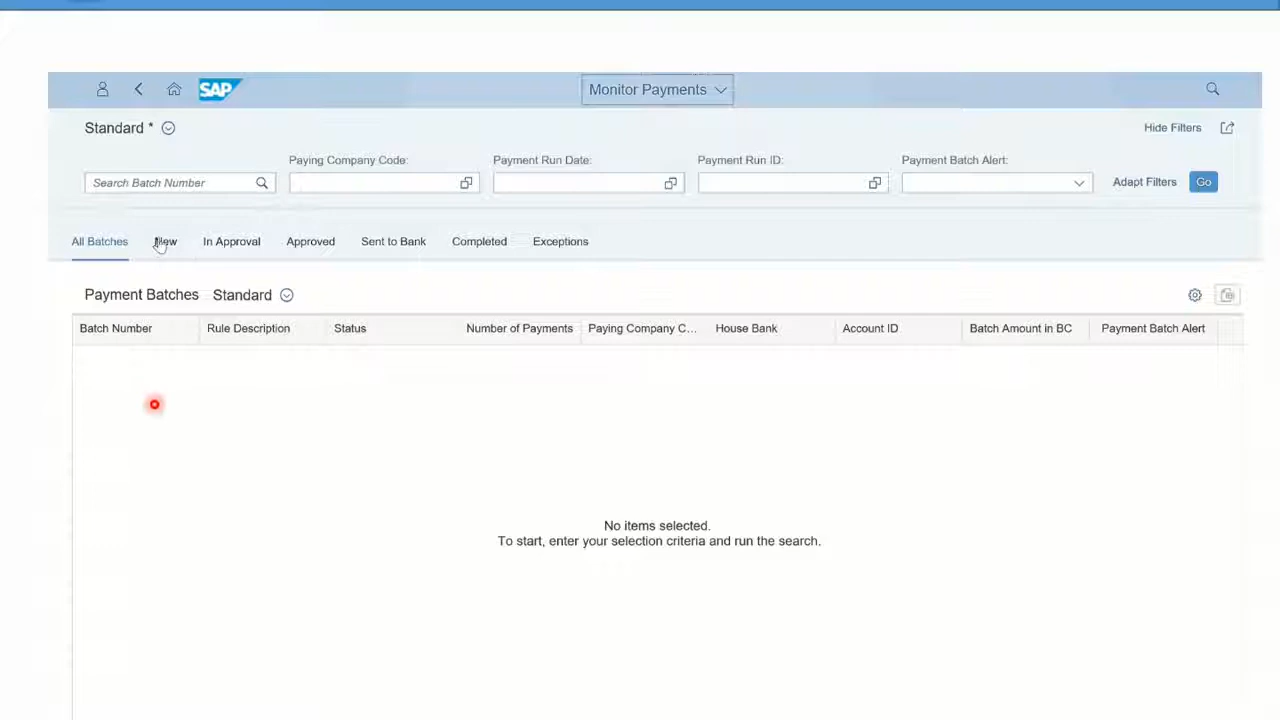 SAP
Monitor Payments
Standard *
Hide Filters
Paying Company Code:
Payment Run Date:
Payment Run ID:
Payment Batch Alert:
Search Batch Number
Adapt Filters
Go
All Batches
New
In Approval
Approved
Sent to Bank
Completed
Exceptions
Payment Batches Standard
Batch Number
Rule Description
Status
Number of Payments
Paying Company C...
House Bank
Account ID
Batch Amount in BC
Payment Batch Alert
No items selected.
To start, enter your selection criteria and run the search.